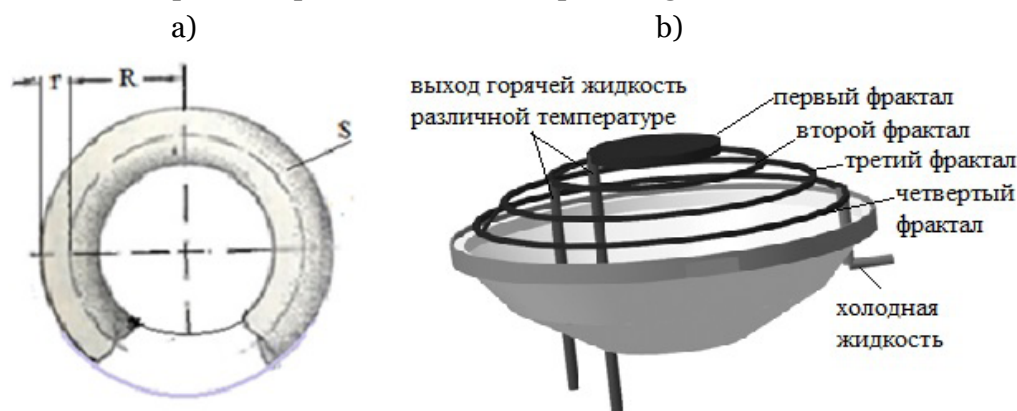 a)
b)
r
R
S
выход горячей жидкость
различной температуре
первый фрактал
второй фрактал
третий фрактал
четвертый
фрактал
холодная
жидкость